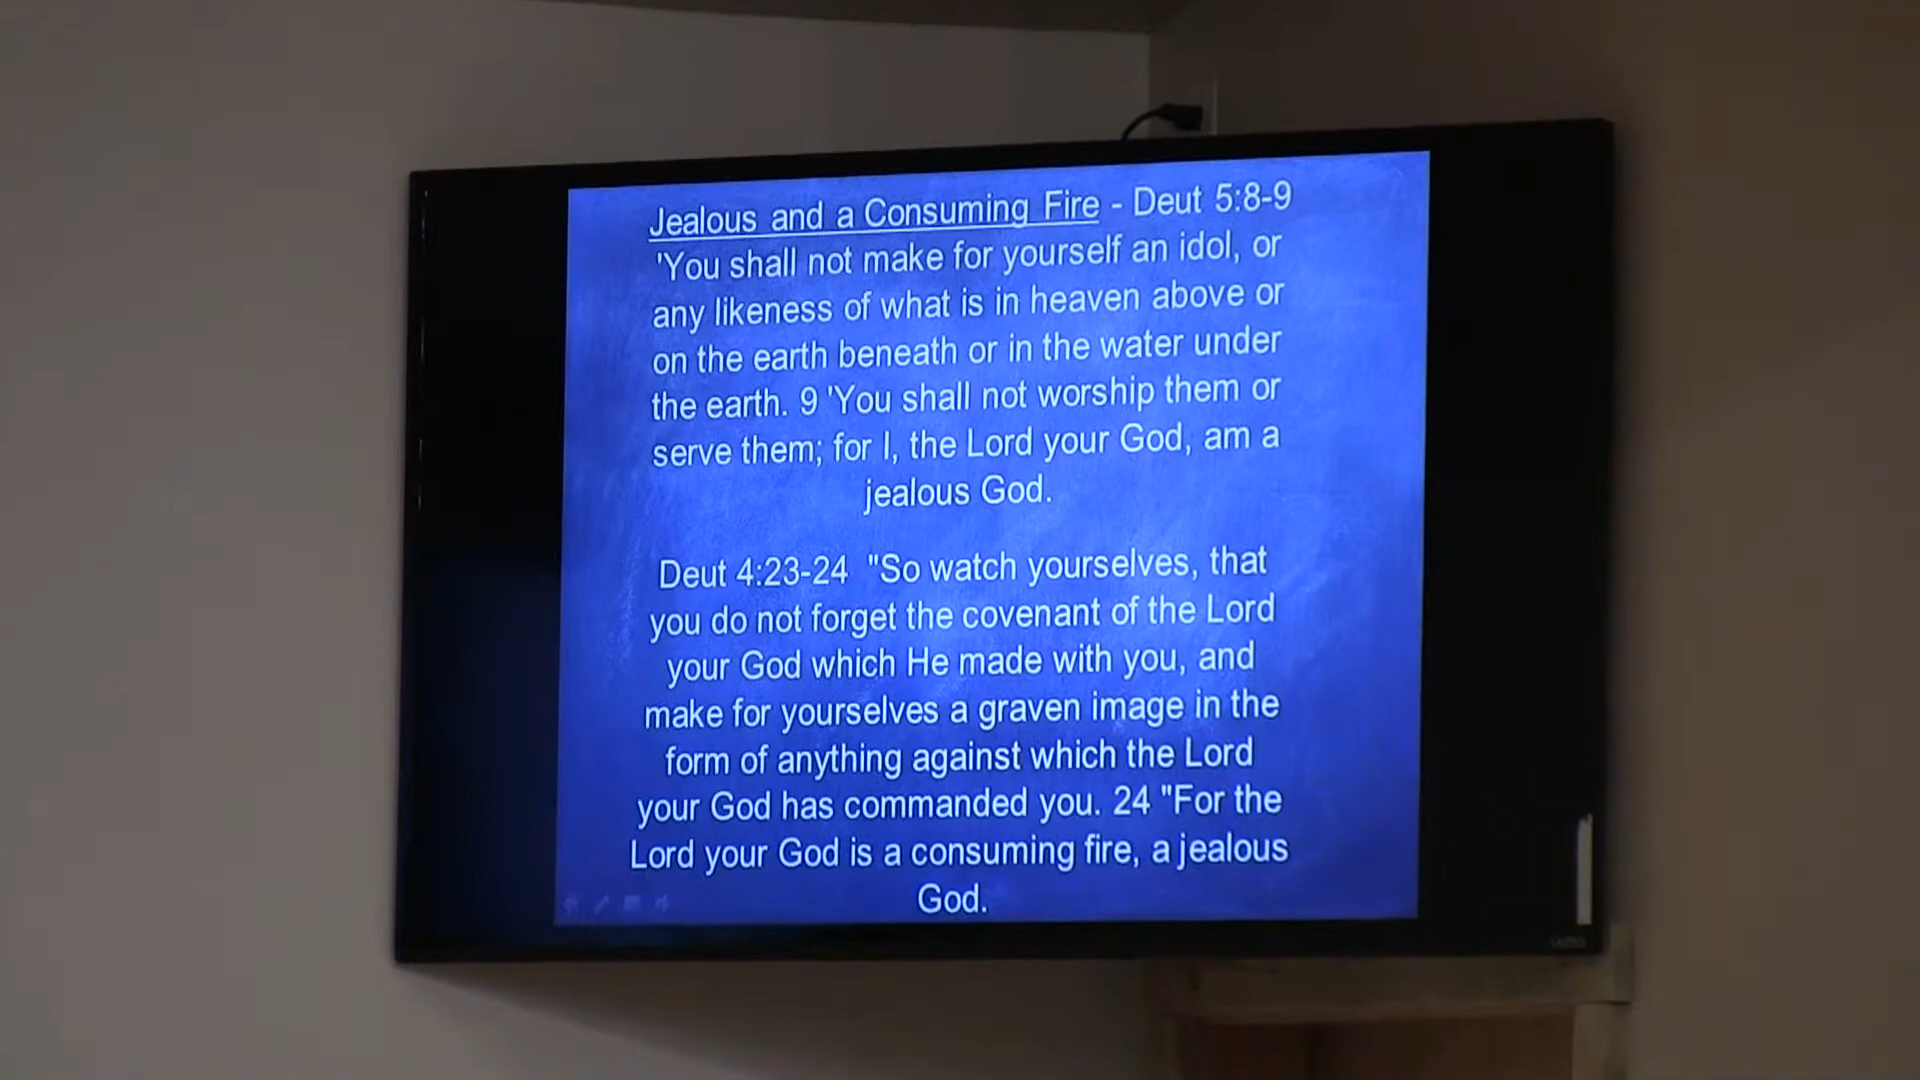 Jealous and a Consuming Fire - Deut 5:8-9
'You shall not make for yourself an idol, or
any likeness of what is in heaven above or
on the earth beneath or in the water under
the earth. 9 'You shall not worship them or
serve them; for I, the Lord your God, am a
jealous God.
Deut 4:23-24 "So watch yourselves, that
you do not forget the covenant of the Lord
your God which He made with you, and
make for yourselves a graven image in the
form of anything against which the Lord
your God has commanded you. 24 "For the
Lord your God is a consuming fire, a jealous
God.